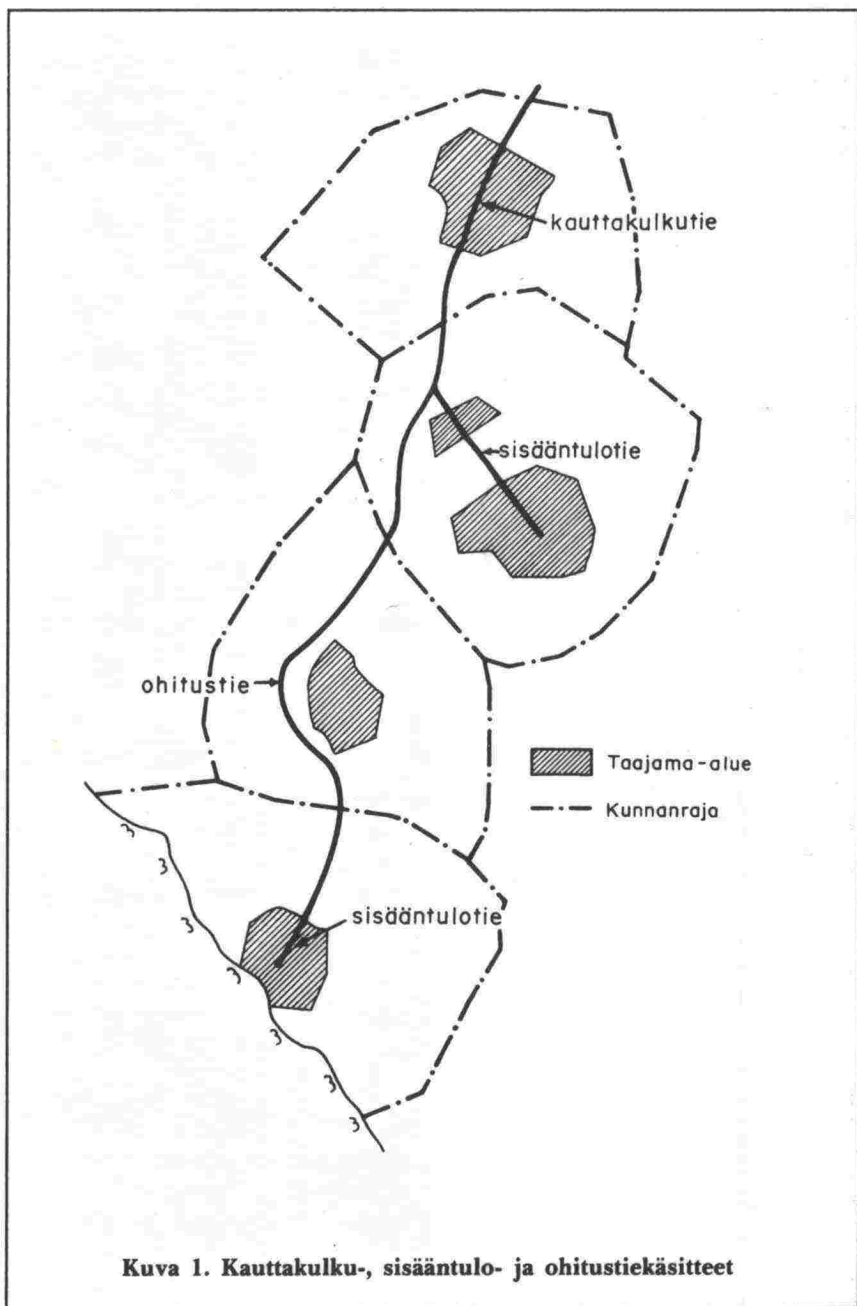 kauttakulkutie
sisääntulotie
ohitustie
Taajama-alue
Kunnanraja
sisääntulotie
Kuva 1. Kauttakulku-, sisääntulo- ja ohitustiekäsitteet